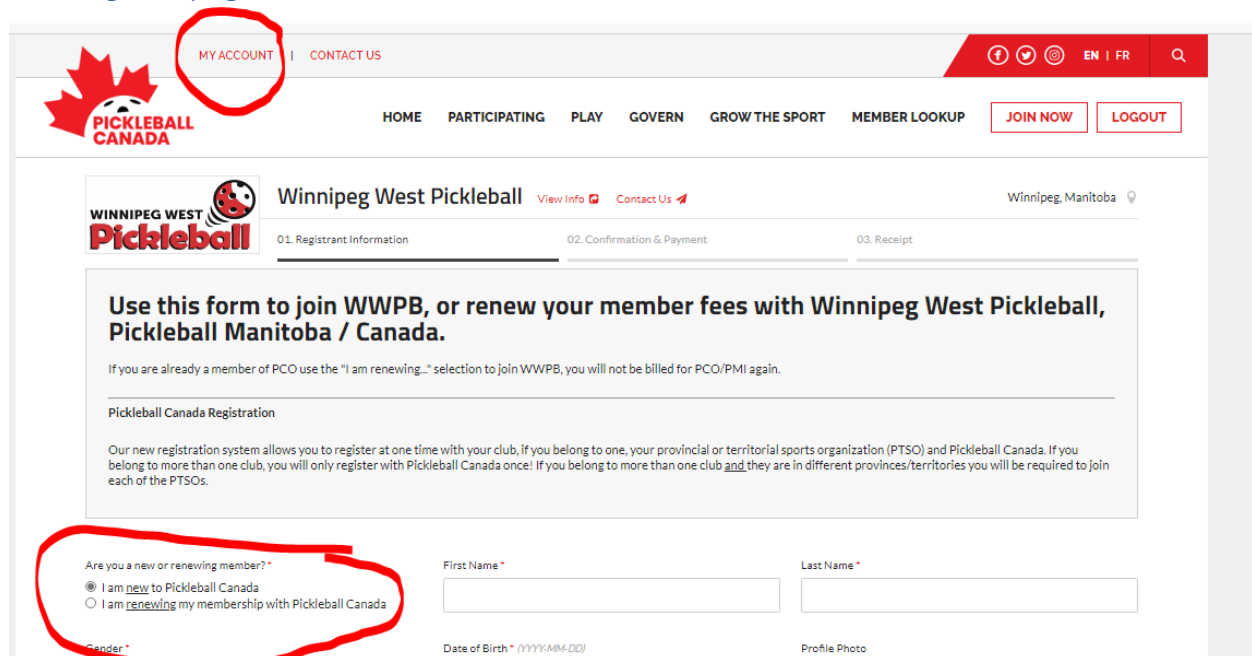 MY ACCOUNT | CONTACT US
EN | FR
PICKLEBALL
CANADA
HOME PARTICIPATING PLAY GOVERN GROW THE SPORT MEMBER LOOKUP JOIN NOW LOGOUT
WINNIPEG WEST
Pickleball
Winnipeg West Pickleball View Info Contact Us Winnipeg, Manitoba
01. Registrant Information 02. Confirmation & Payment 03. Receipt
Use this form to join WWPB, or renew your member fees with Winnipeg West Pickleball,
Pickleball Manitoba / Canada.
If you are already a member of PCO use the "I am renewing..." selection to join WWPB, you will not be billed for PCO/PMI again.
Pickleball Canada Registration
Our new registration system allows you to register at one time with your club, if you belong to one, your provincial or territorial sports organization (PTSO) and Pickleball Canada. If you
belong to more than one club, you will only register with Pickleball Canada once! If you belong to more than one club and they are in different provinces/territories you will be required to join
each of the PTSOs.
Are you a new or renewing member? * First Name * Last Name *
I am new to Pickleball Canada
I am renewing my membership with Pickleball Canada
Gender * Date of Birth * (YYYY-MM-DD) Profile Photo